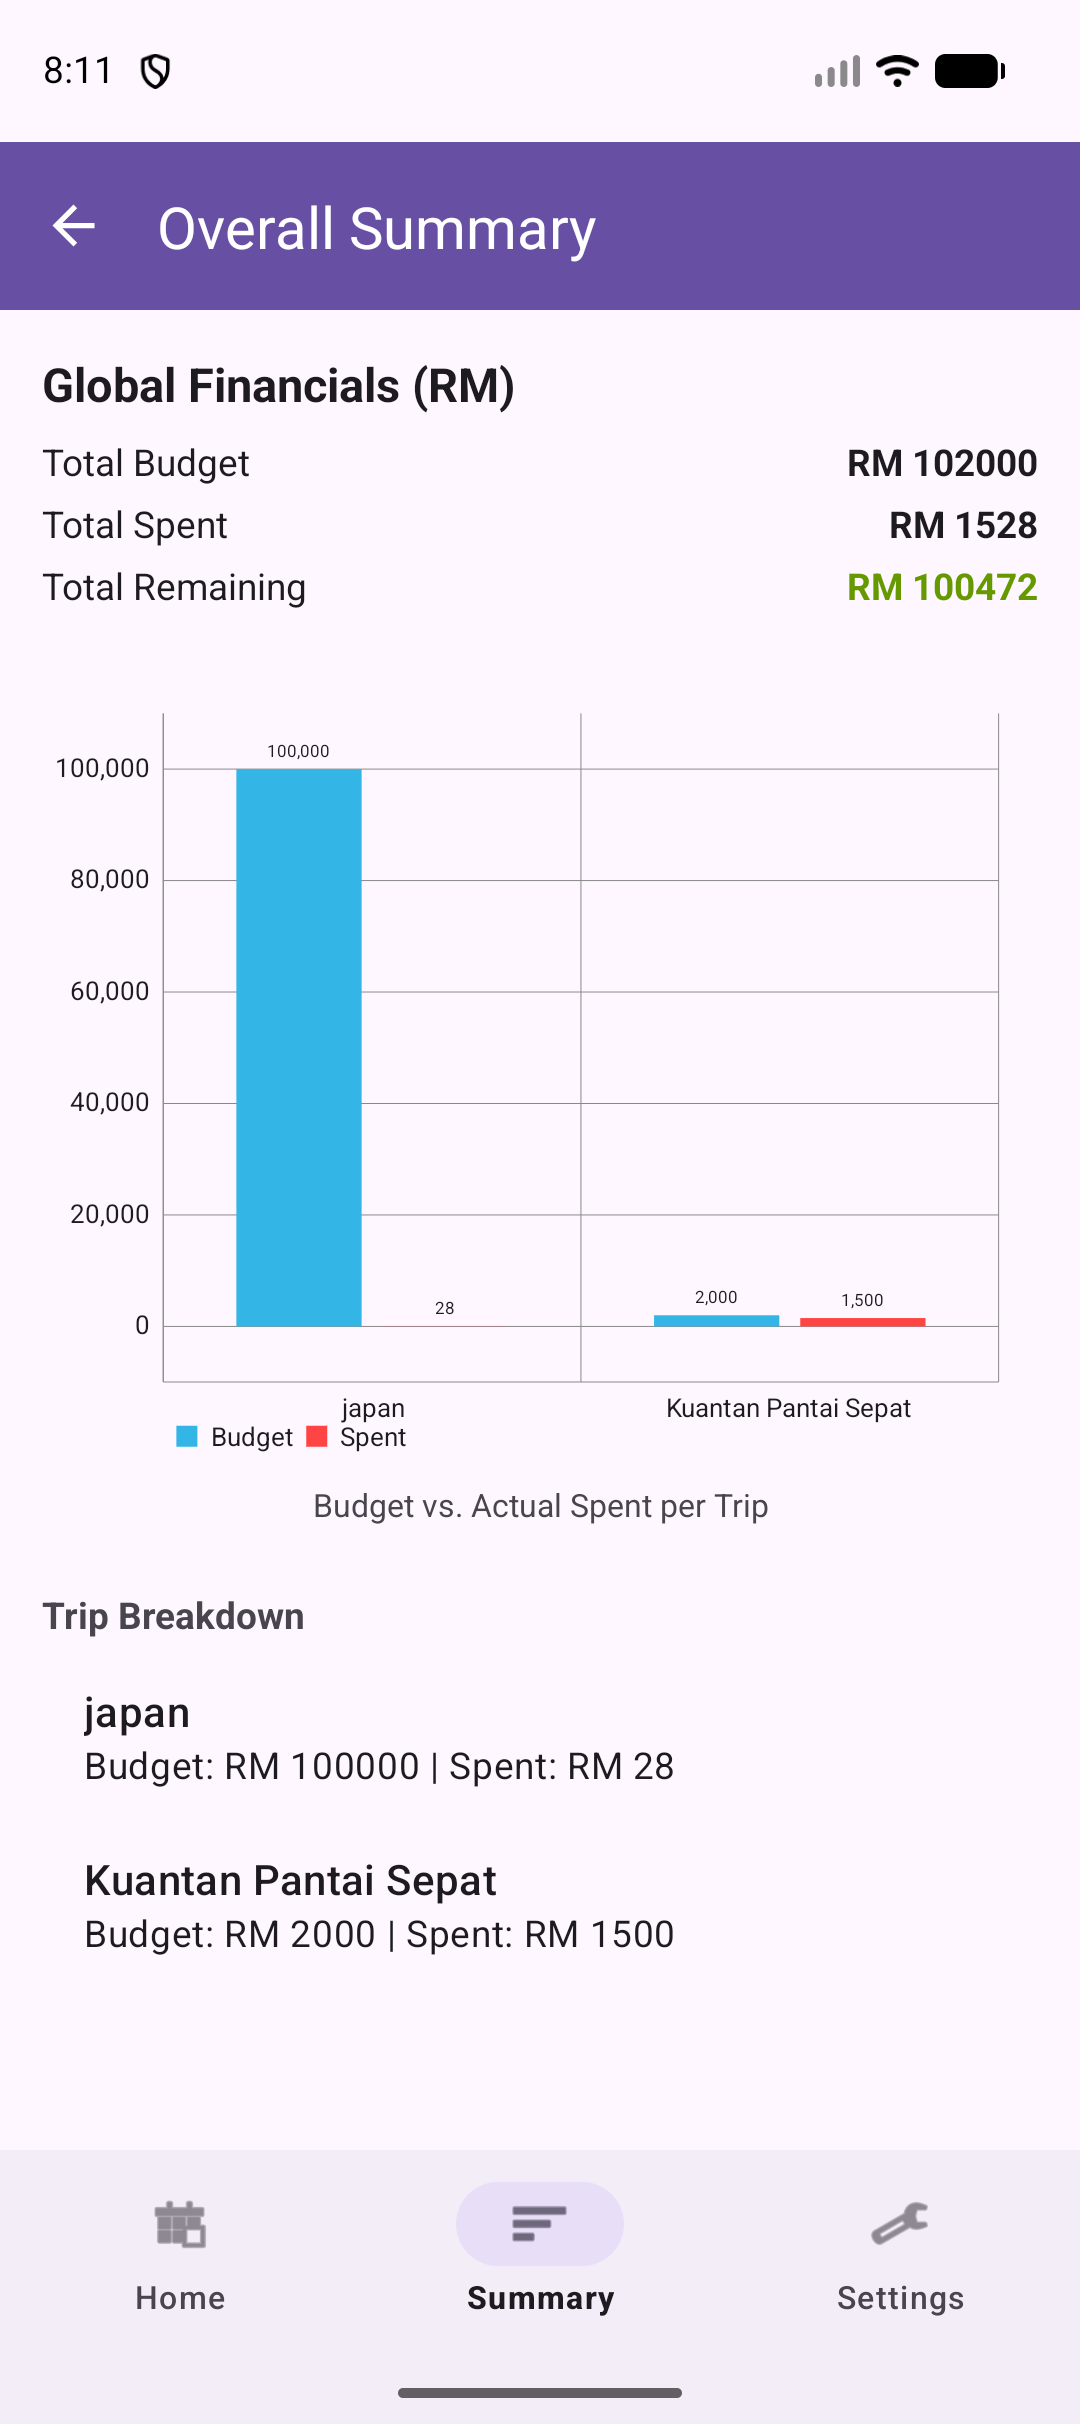 8:11
Overall Summary
Global Financials (RM)
Total Budget RM 102000
Total Spent RM 1528
Total Remaining RM 100472
100,000
100,000
80,000
60,000
40,000
20,000
28
2,000
1,500
0
japan
Kuantan Pantai Sepat
Budget Spent
Budget vs. Actual Spent per Trip
Trip Breakdown
japan
Budget: RM 100000 | Spent: RM 28
Kuantan Pantai Sepat
Budget: RM 2000 | Spent: RM 1500
Home Summary Settings